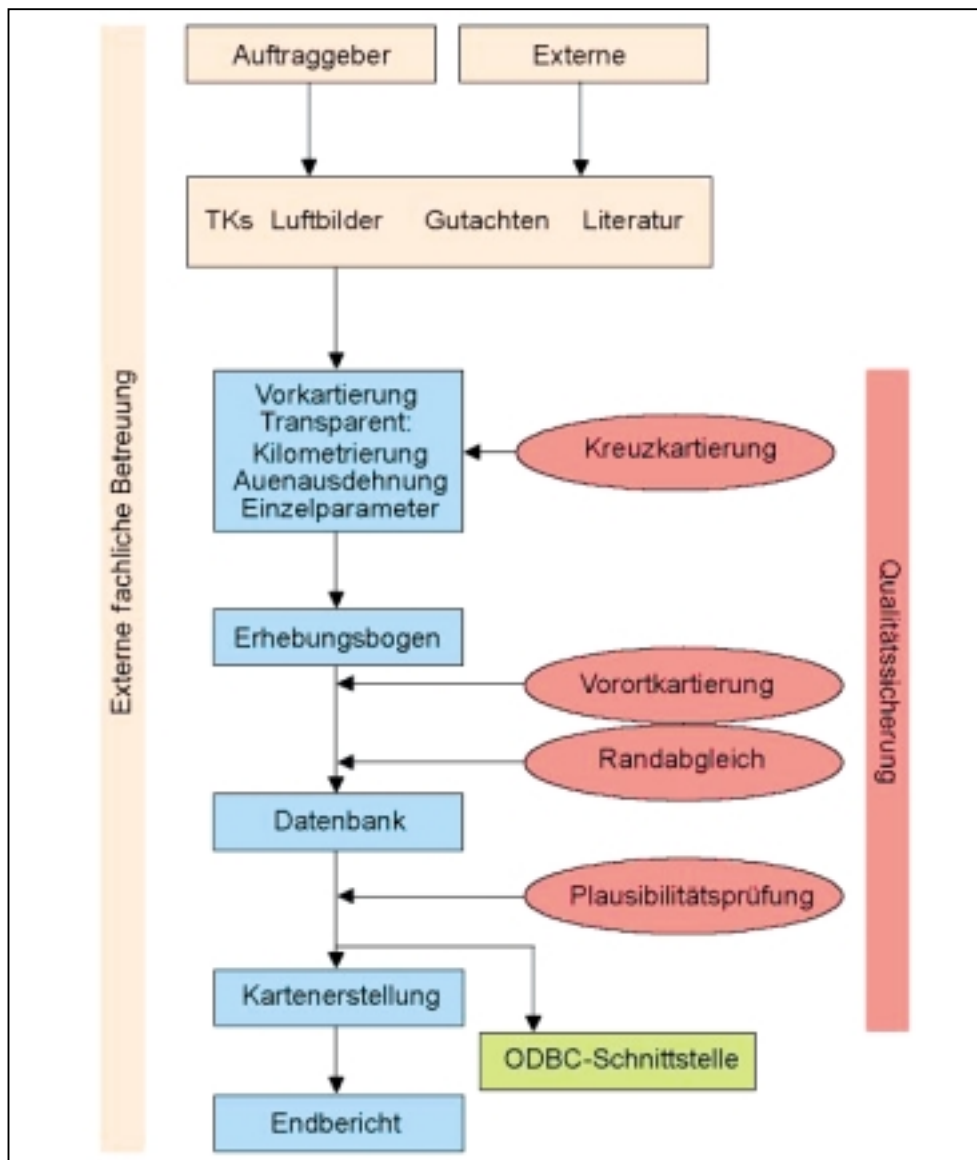 Auftraggeber
Externe
TKs Luftbilder Gutachten Literatur
Externe fachliche Betreuung
Vorkartierung
Transparent:
Kilometrierung
Auenausdehnung
Einzelparameter
Kreuzkartierung
Qualitätssicherung
Erhebungsbogen
Vorortkartierung
Randabgleich
Datenbank
Plausibilitätsprüfung
Kartenerstellung
ODBC-Schnittstelle
Endbericht